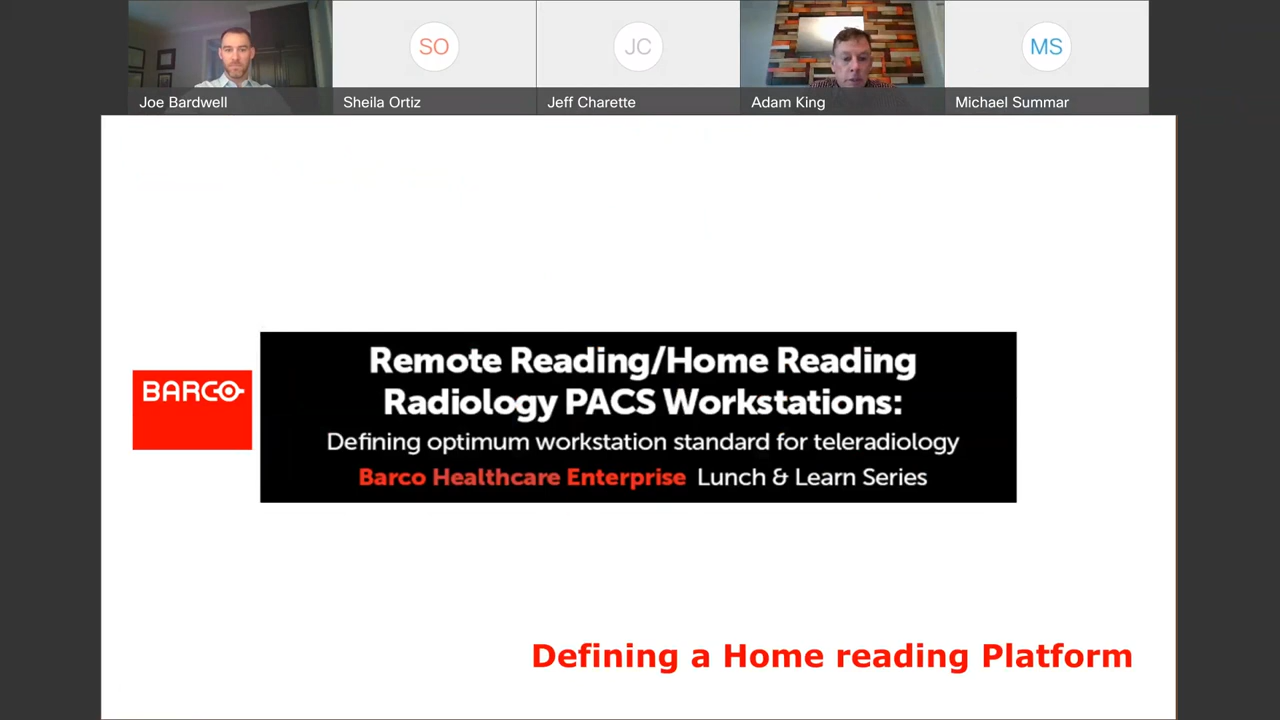 SO
JC
MS
Joe Bardwell
Sheila Ortiz
Jeff Charette
Adam King
Michael Summar
BARCO
Remote Reading/Home Reading
Radiology PACS Workstations:
Defining optimum workstation standard for teleradiology
Barco Healthcare Enterprise Lunch & Learn Series
Defining a Home reading Platform